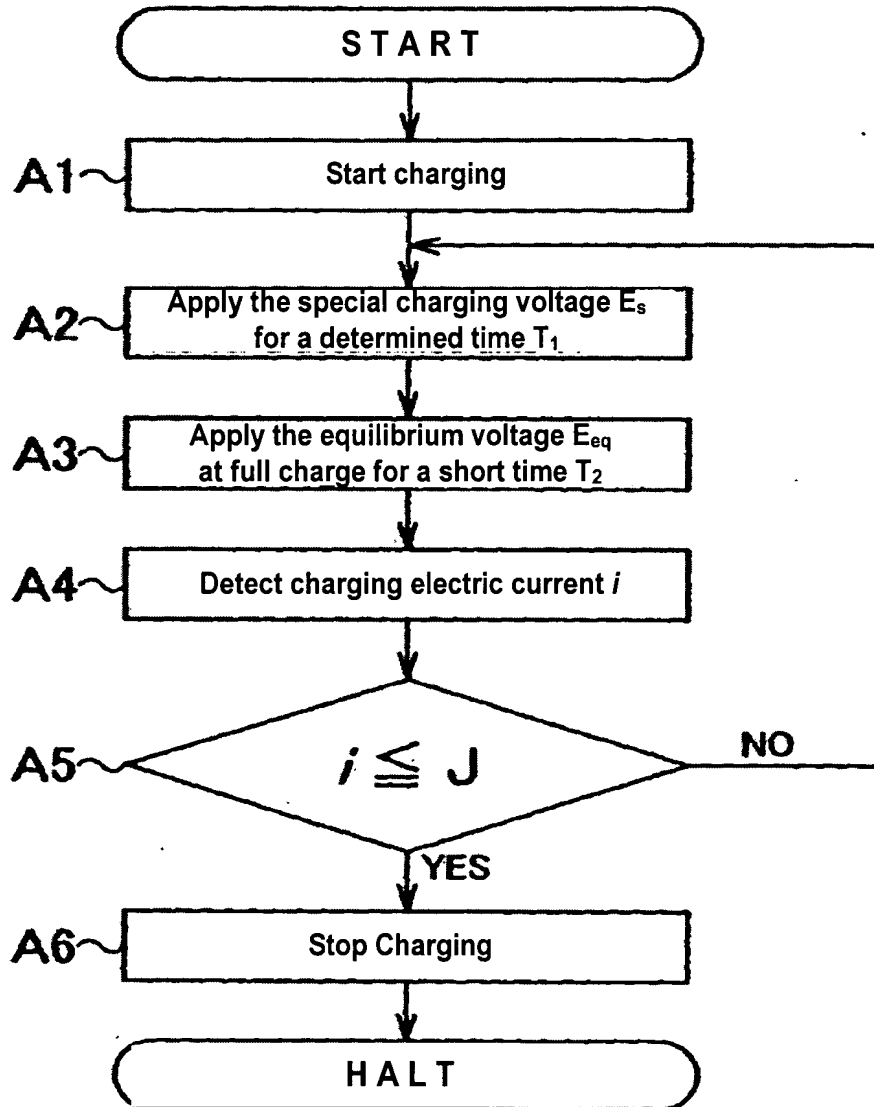 START
A1
Start charging
A2
Apply the special charging voltage Eₛ
for a determined time T₁
A3
Apply the equilibrium voltage Eeq
at full charge for a short time T₂
A4
Detect charging electric current i
A5
i ≦ J
NO
YES
A6
Stop Charging
HALT